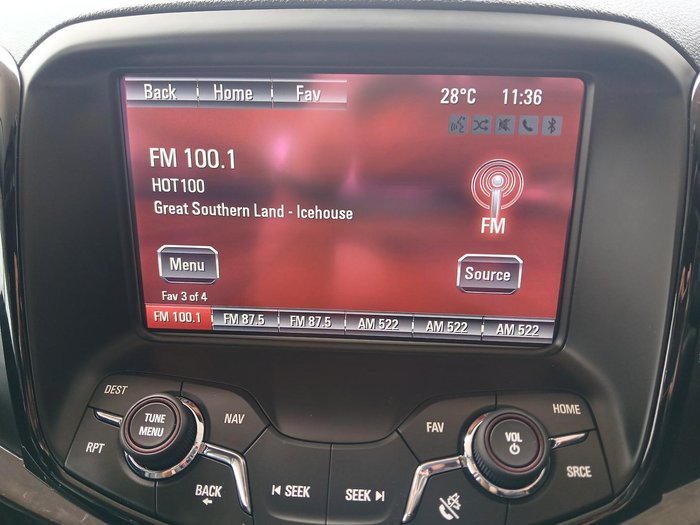 Back Home Fav 28°C 11:36
FM 100.1
HOT100
Great Southern Land - Icehouse
FM
Menu Source
Fav 3 of 4
FM 100.1 FM 87.5 FM 87.5 AM 522 AM 522 AM 522
DEST TUNE MENU NAV
RPT
BACK
SEEK SEEK
FAV VOL HOME
SRCE